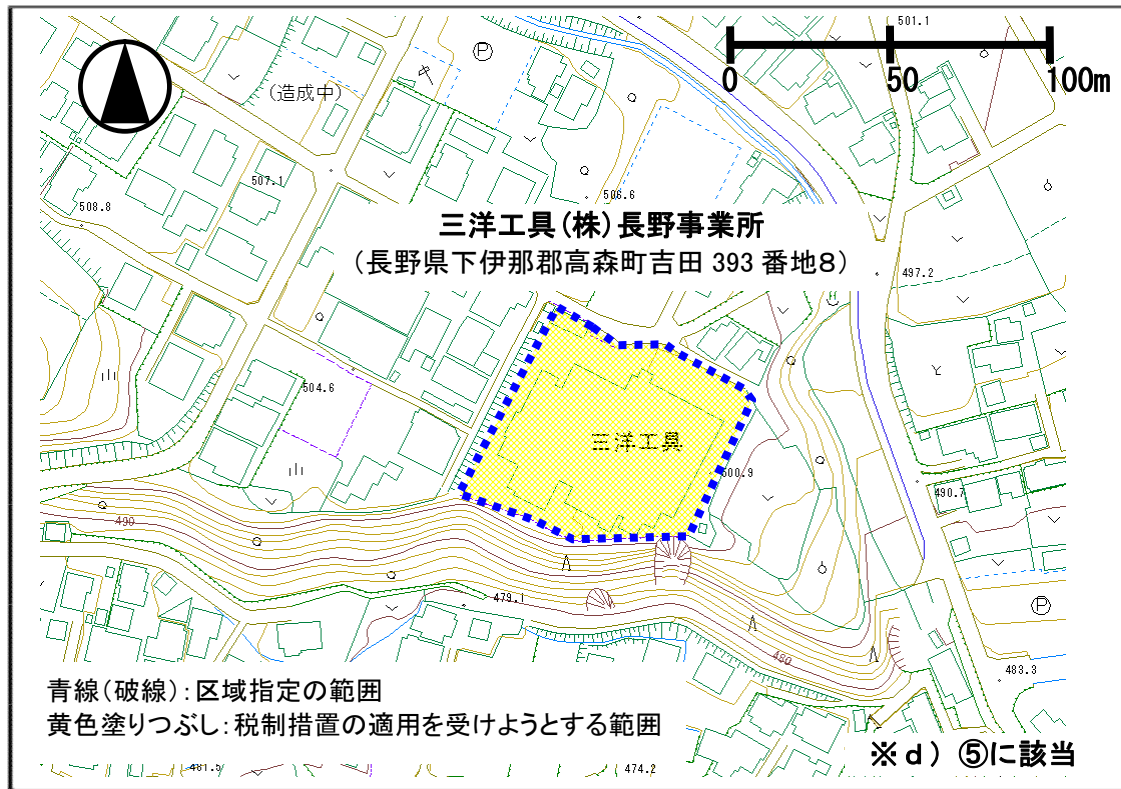 501.1
0 50 100m
(造成中)
507.1
508.8
506.6
三洋工具(株)長野事業所
(長野県下伊那郡高森町吉田 393 番地8)
497.2
504.6
三洋工具
500.9
490.7
490
479.1
480
483.3
青線(破線):区域指定の範囲
黄色塗りつぶし:税制措置の適用を受けようとする範囲
481.5
474.2
※d) ⑤に該当
P
P